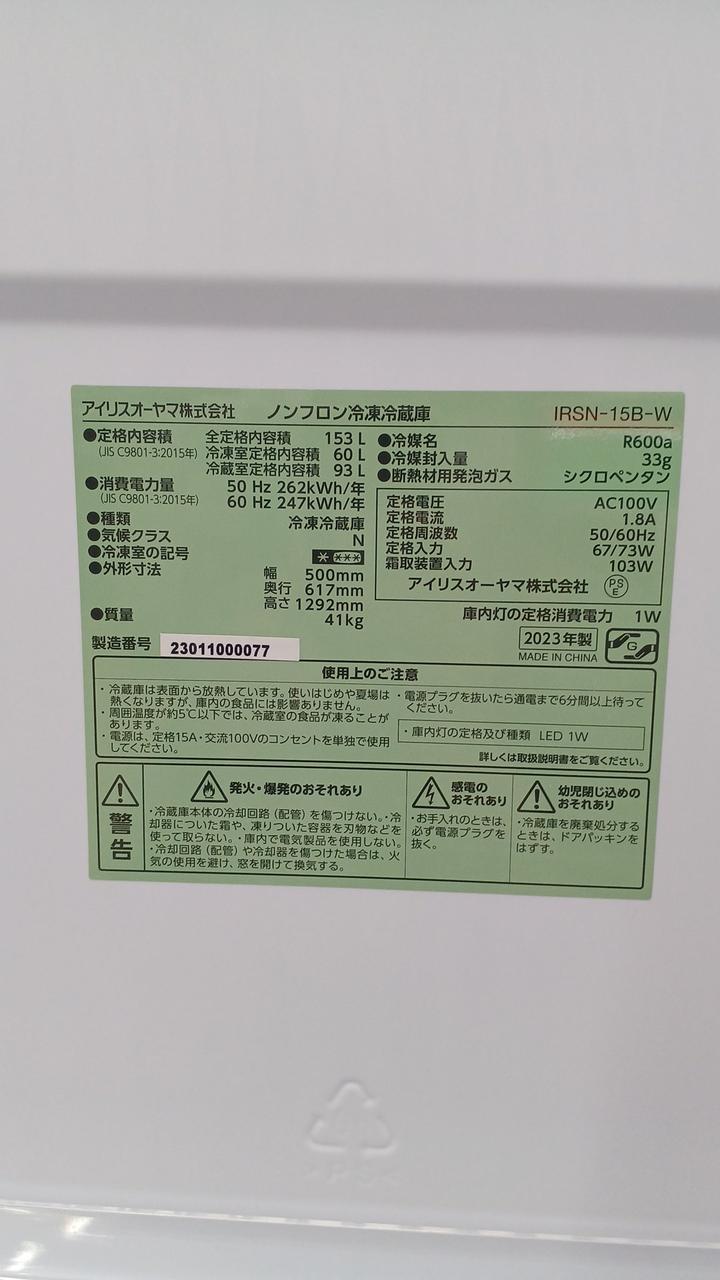 アイリスオーヤマ株式会社 ノンフロン冷凍冷蔵庫 IRSN-15B-W
●定格内容積 全定格内容積 153 L
(JIS C9801-3:2015年) 冷凍室定格内容積 60 L
冷蔵室定格内容積 93 L
●消費電力量 50 Hz 262kWh/年
(JIS C9801-3:2015年) 60 Hz 247kWh/年
●種類 冷凍冷蔵庫
●気候クラス N
●冷凍室の記号
●外形寸法 幅 500mm
奥行 617mm
高さ 1292mm
●質量 41kg
製造番号 23011000077
●冷媒名 R600a
●冷媒封入量 33g
●断熱材用発泡ガス シクロペンタン
定格電圧 AC100V
定格電流 1.8A
定格周波数 50/60Hz
定格入力 67/73W
霜取装置入力 103W
アイリスオーヤマ株式会社 PSE
庫内灯の定格消費電力 1W
2023年製
MADE IN CHINA
G
使用上のご注意
・冷蔵庫は表面から放熱しています。使いはじめや夏場は
熱くなりますが、庫内の食品には影響ありません。
・周囲温度が約5℃以下では、冷蔵室の食品が凍ることが
あります。
・電源は、定格15A・交流100Vのコンセントを単独で使用
してください。
・電源プラグを抜いたら通電まで6分間以上待って
ください。
・庫内灯の定格及び種類 LED 1W
詳しくは取扱説明書をご覧ください。
警告
発火・爆発のおそれあり
・冷蔵庫本体の冷却回路（配管）を傷つけない。・冷
却器についた霜や、凍りついた容器を刃物などを
使って取らない。・庫内で電気製品を使用しない。
・冷却回路（配管）や冷却器を傷つけた場合は、火
気の使用を避け、窓を開けて換気する。
感電の
おそれあり
・お手入れのときは、
必ず電源プラグを
抜く。
幼児閉じ込めの
おそれあり
・冷蔵庫を廃棄処分する
ときは、ドアパッキンを
はずす。